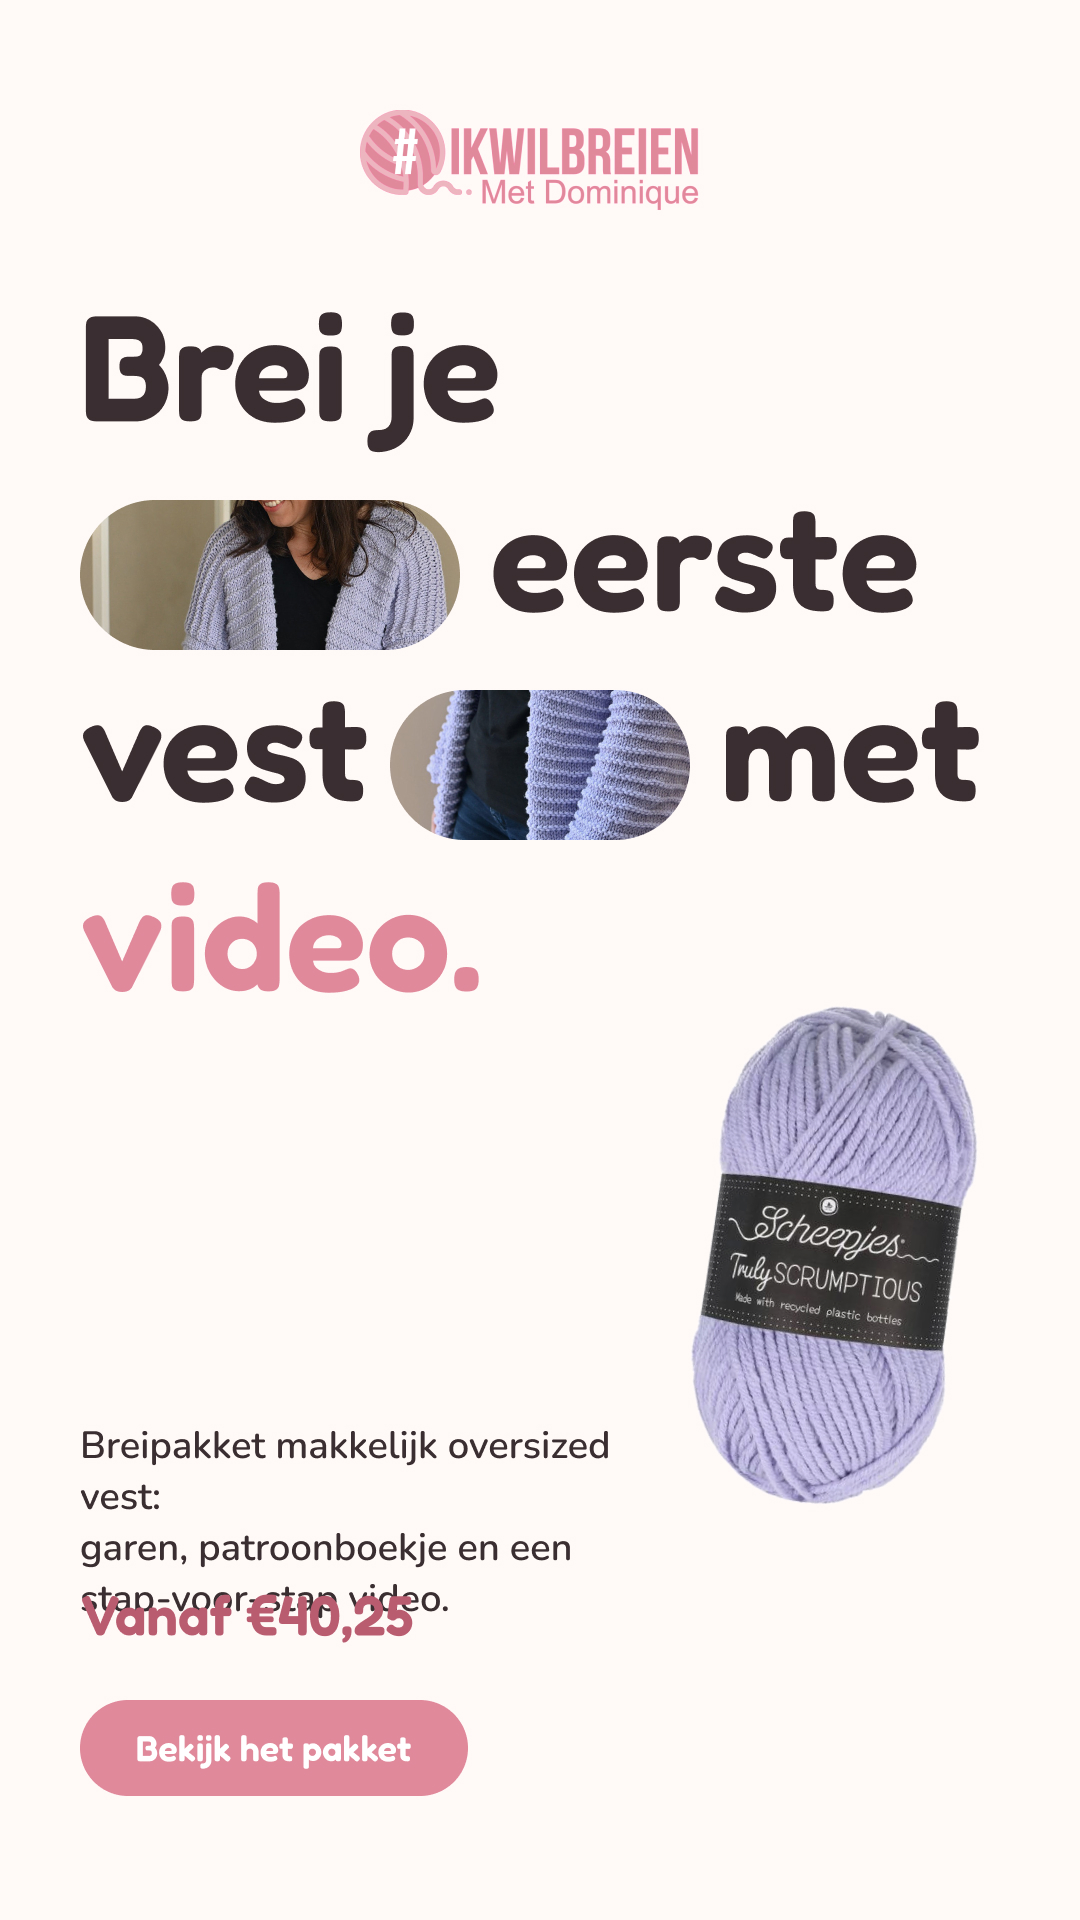 #IKWILBREIEN
Met Dominique
Brei je
eerste
vest met
video.
Scheepjes
Truly SCRUMPTIOUS
Made with recycled plastic bottles
Breipakket makkelijk oversized
vest:
garen, patroonboekje en een
stap-voor-stap video.
Vanaf €40,25
Bekijk het pakket